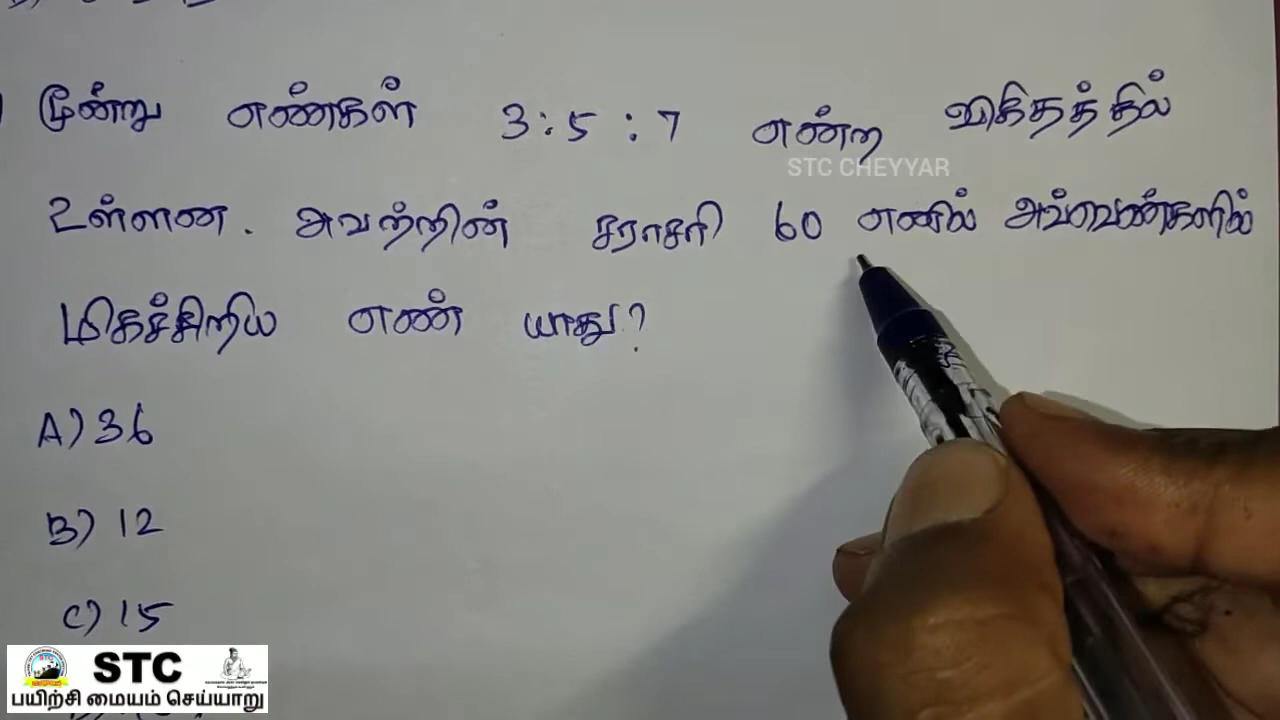 மூன்று எண்கள் 3:5:7 என்ற விகிதத்தில்
STC CHEYYAR
உள்ளன. அவற்றின் சராசரி 60 எனில் அவ்வெண்களில்
மிகச்சிறிய எண் யாது?
A) 36
B) 12
C) 15
STC
பயிற்சி மையம் செய்யாறு